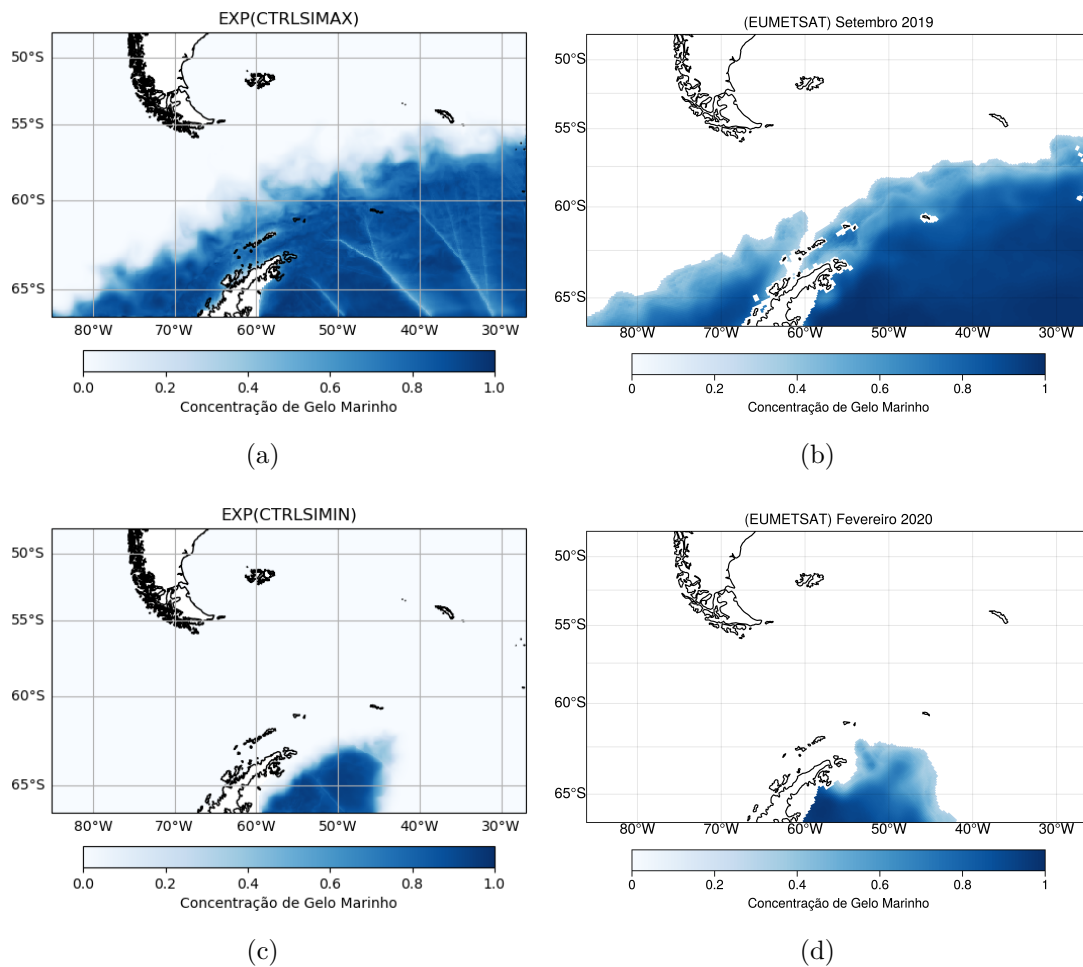 EXP(CTRLSIMAX)
50°S
55°S
60°S
65°S
80°W 70°W 60°W 50°W 40°W 30°W
0.0 0.2 0.4 0.6 0.8 1.0
Concentração de Gelo Marinho
(a)
(EUMETSAT) Setembro 2019
50°S
55°S
60°S
65°S
80°W 70°W 60°W 50°W 40°W 30°W
0 0.2 0.4 0.6 0.8 1
Concentração de Gelo Marinho
(b)
EXP(CTRLSIMIN)
50°S
55°S
60°S
65°S
80°W 70°W 60°W 50°W 40°W 30°W
0.0 0.2 0.4 0.6 0.8 1.0
Concentração de Gelo Marinho
(c)
(EUMETSAT) Fevereiro 2020
50°S
55°S
60°S
65°S
80°W 70°W 60°W 50°W 40°W 30°W
0 0.2 0.4 0.6 0.8 1
Concentração de Gelo Marinho
(d)